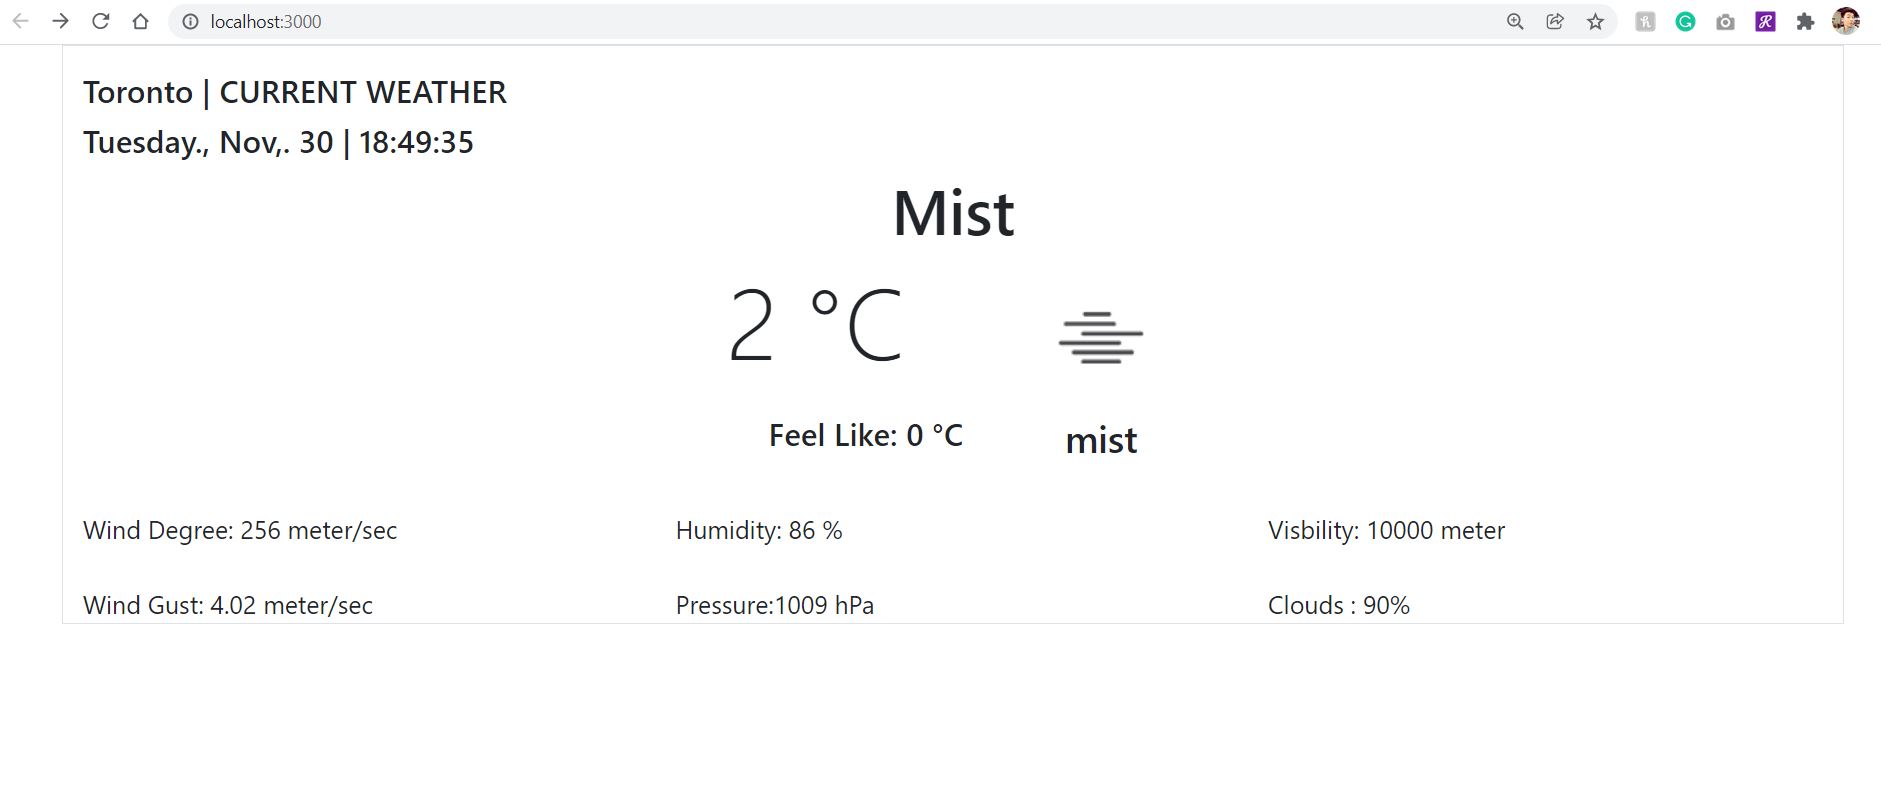 localhost:3000
Toronto | CURRENT WEATHER
Tuesday., Nov,. 30 | 18:49:35
Mist
2 °C
Feel Like: 0 °C
mist
Wind Degree: 256 meter/sec
Humidity: 86 %
Visbility: 10000 meter
Wind Gust: 4.02 meter/sec
Pressure:1009 hPa
Clouds : 90%